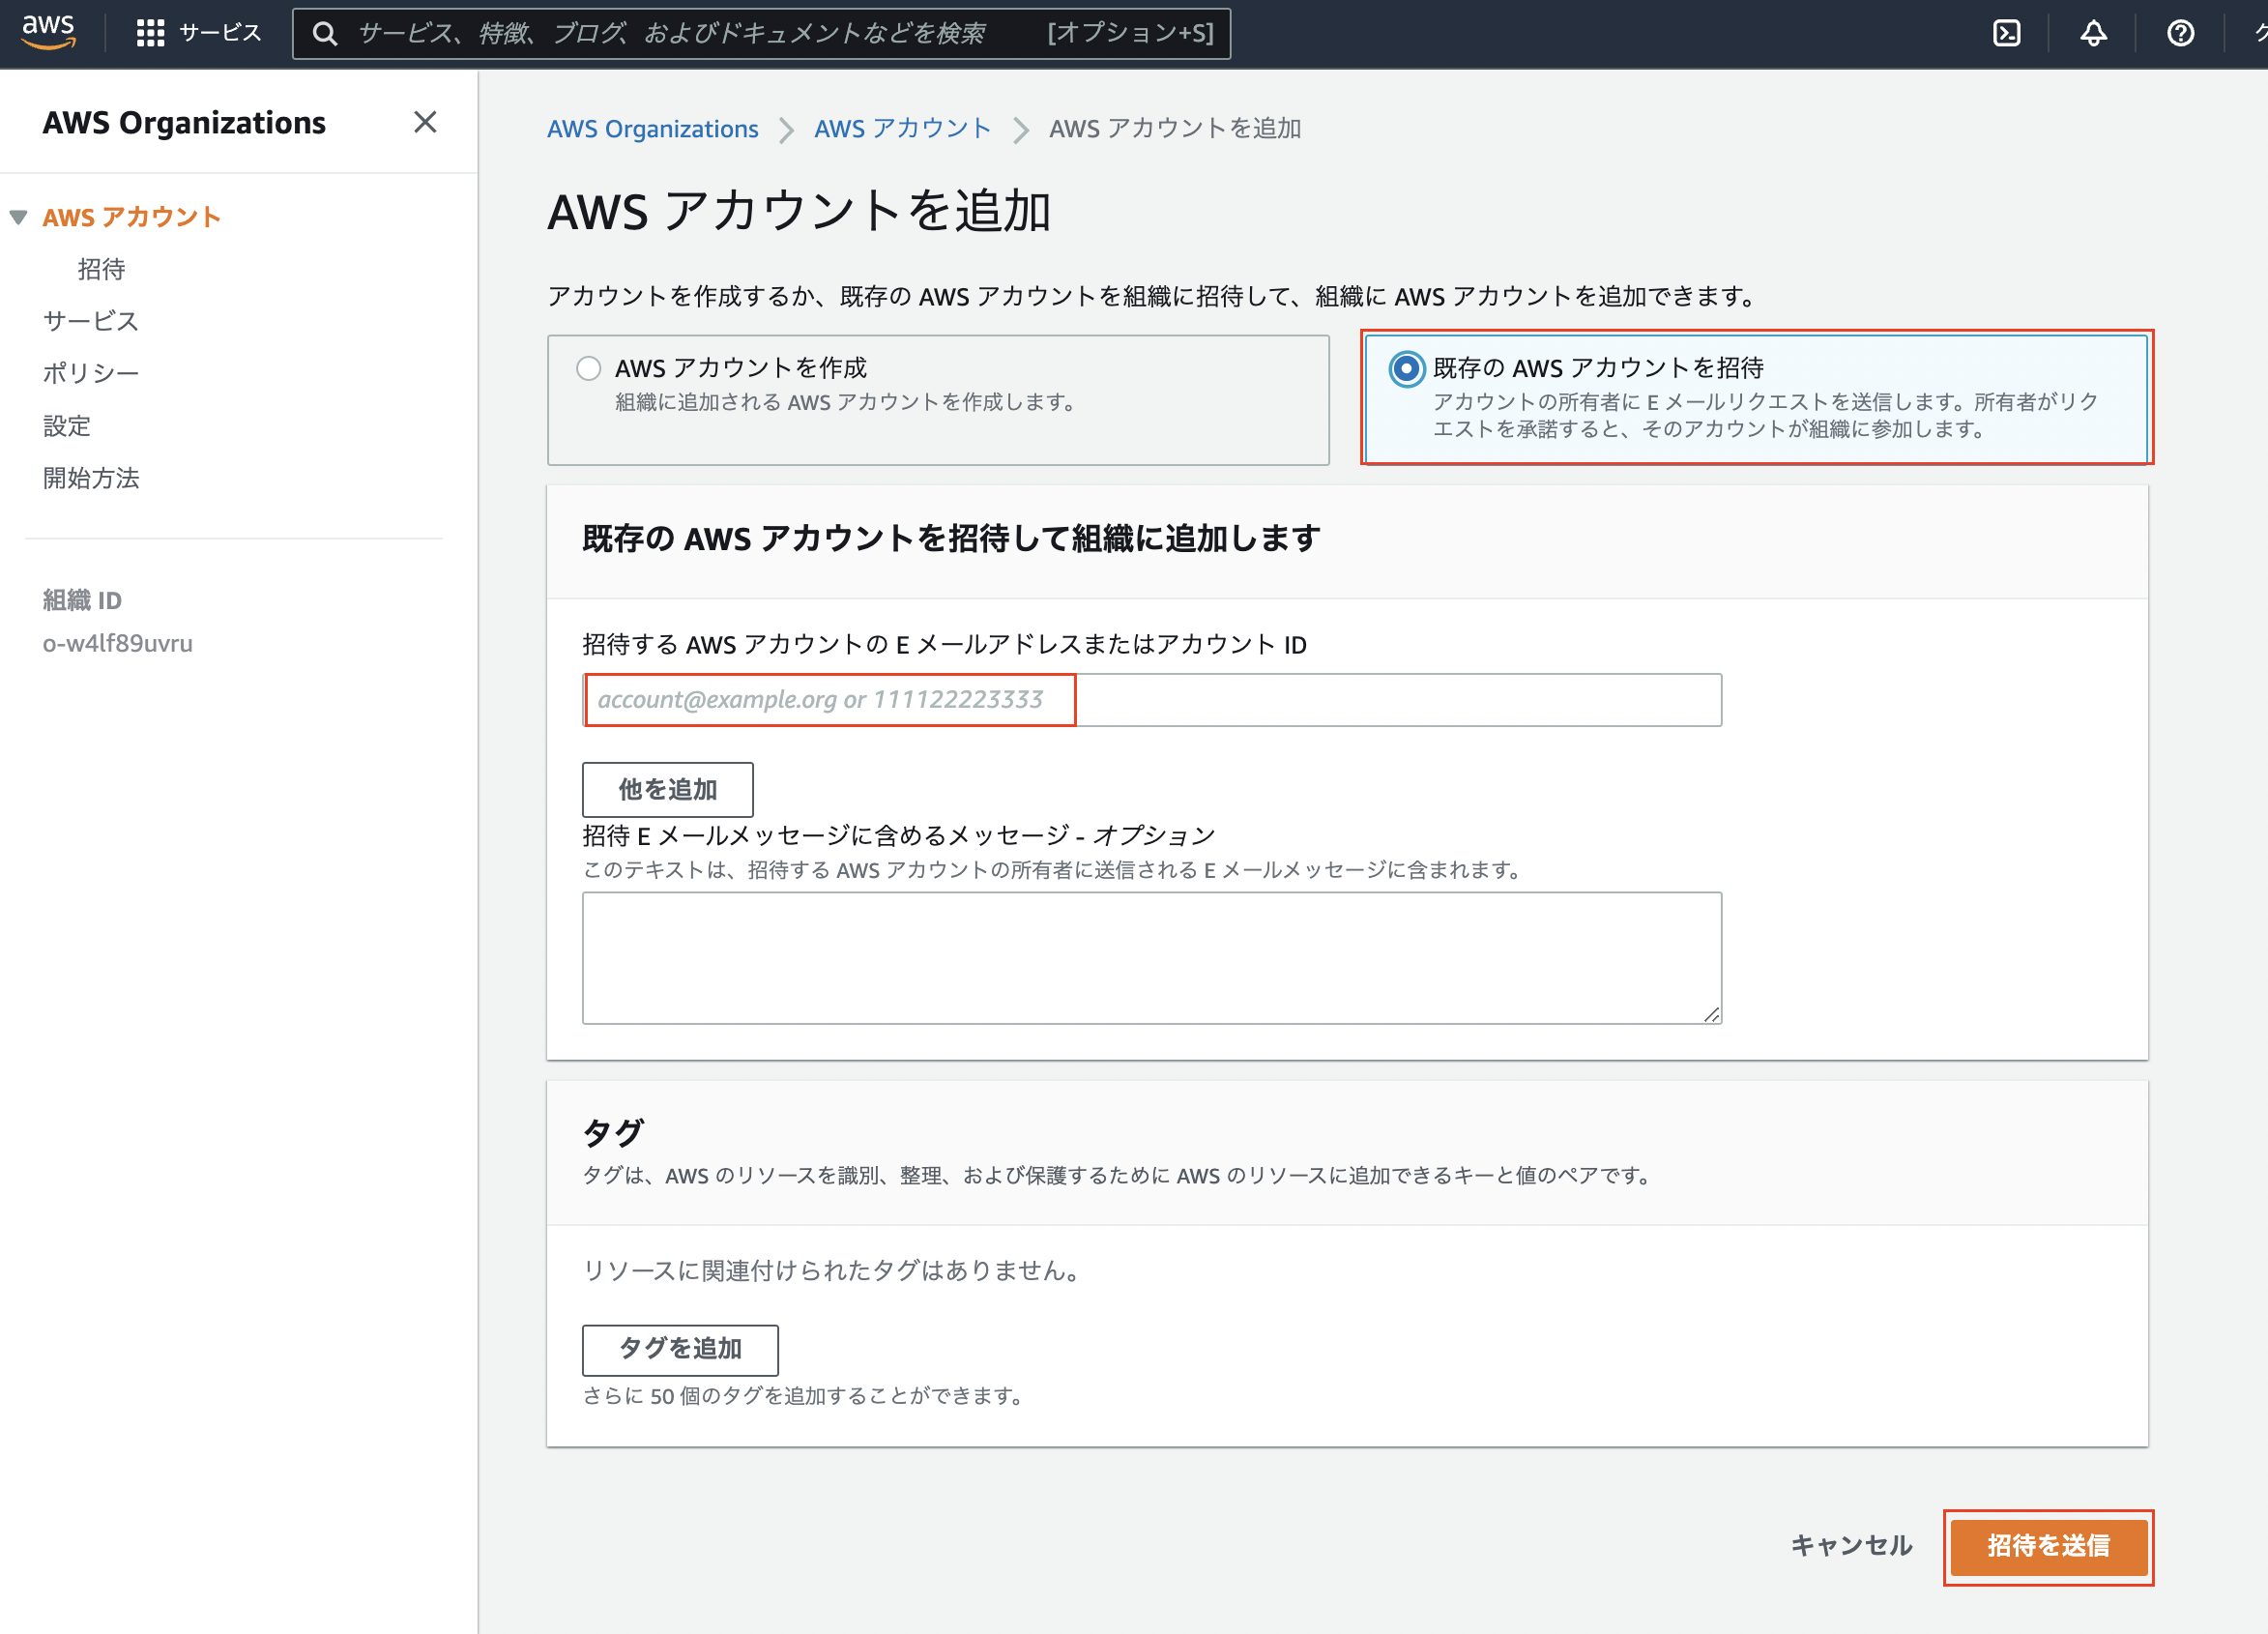 aws
サービス
サービス、特徴、ブログ、およびドキュメントなどを検索
[オプション+S]
AWS Organizations
AWS アカウント
招待
サービス
ポリシー
設定
開始方法
組織 ID
o-w4lf89uvru
AWS Organizations
AWS アカウント
AWS アカウントを追加
AWS アカウントを追加
アカウントを作成するか、既存の AWS アカウントを組織に招待して、組織に AWS アカウントを追加できます。
AWS アカウントを作成
組織に追加される AWS アカウントを作成します。
既存の AWS アカウントを招待
アカウントの所有者に E メールリクエストを送信します。所有者がリク
エストを承諾すると、そのアカウントが組織に参加します。
既存の AWS アカウントを招待して組織に追加します
招待する AWS アカウントの E メールアドレスまたはアカウント ID
account@example.org or 111122223333
他を追加
招待 E メールメッセージに含めるメッセージ - オプション
このテキストは、招待する AWS アカウントの所有者に送信される E メールメッセージに含まれます。
タグ
タグは、AWS のリソースを識別、整理、および保護するために AWS のリソースに追加できるキーと値のペアです。
リソースに関連付けられたタグはありません。
タグを追加
さらに 50 個のタグを追加することができます。
キャンセル
招待を送信